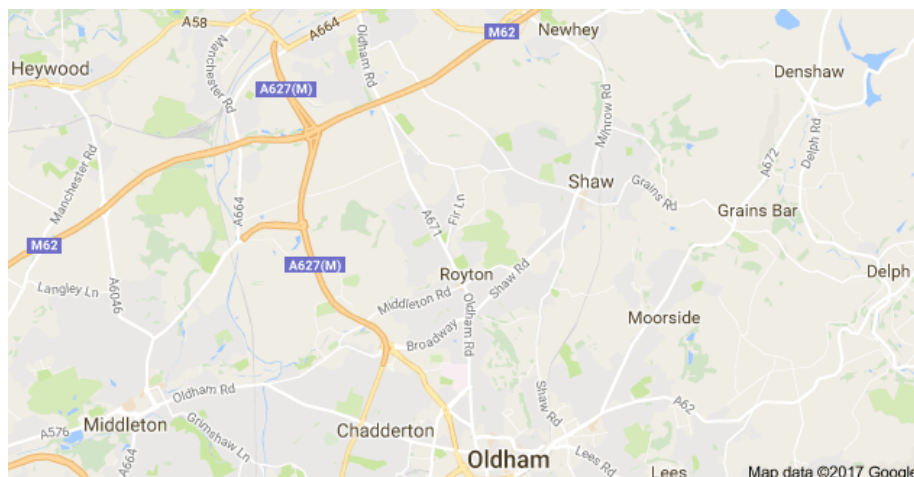 A58
A664
Oldham Rd
M62
Newhey
Manchester Rd
Heywood
Denshaw
A627(M)
Milnrow Rd
Delph Rd
A672
Manchester Rd
Shaw
Grains Rd
Fir Ln
Grains Bar
A664
A671
M62
A627(M)
Royton
Shaw Rd
Delph
Langley Ln
A6046
Middleton Rd
Oldham Rd
Moorside
Broadway
Oldham Rd
Shaw Rd
A62
Middleton
Grimshaw Ln
Chadderton
A576
A664
Oldham
Lees Rd
Lees
Map data ©2017 Google